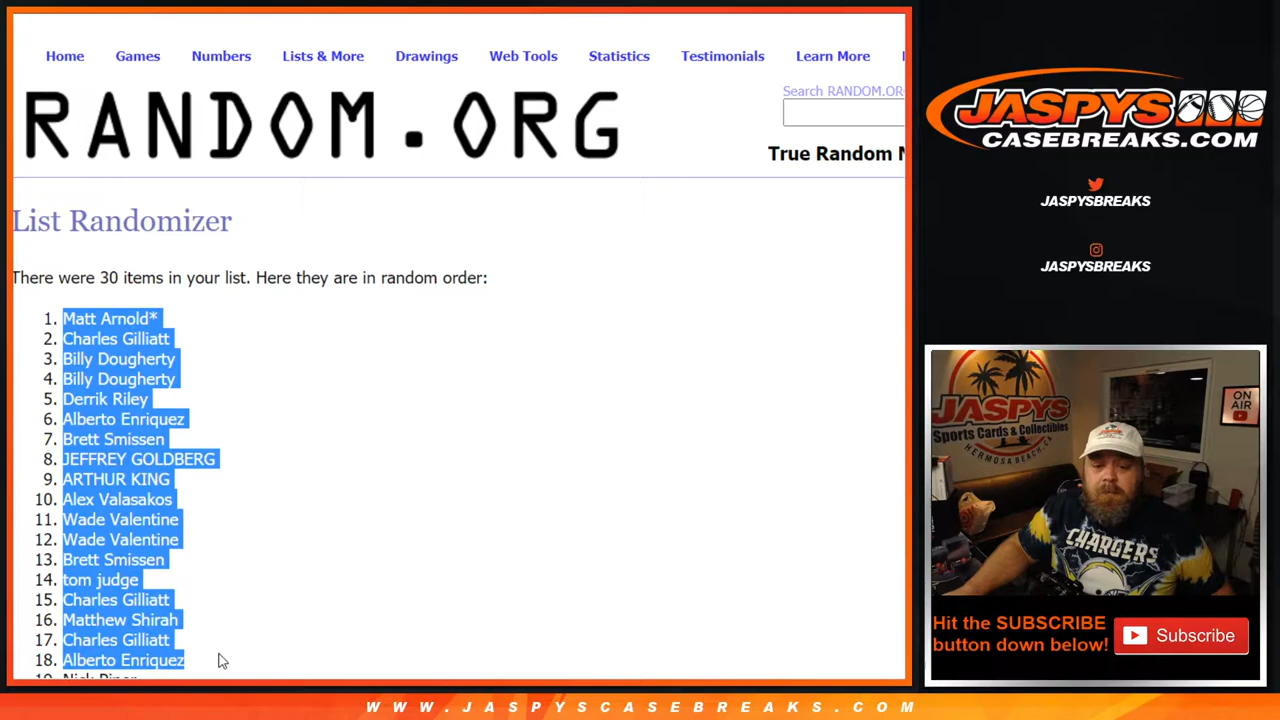 Home Games Numbers Lists & More Drawings Web Tools Statistics Testimonials Learn More
Search RANDOM.OR
RANDOM.ORG
True Random
List Randomizer
There were 30 items in your list. Here they are in random order:
1. Matt Arnold*
2. Charles Gilliatt
3. Billy Dougherty
4. Billy Dougherty
5. Derrik Riley
6. Alberto Enriquez
7. Brett Smissen
8. JEFFREY GOLDBERG
9. ARTHUR KING
10. Alex Valasakos
11. Wade Valentine
12. Wade Valentine
13. Brett Smissen
14. tom judge
15. Charles Gilliatt
16. Matthew Shirah
17. Charles Gilliatt
18. Alberto Enriquez
JASPYS
CASEBREAKS.COM
JASPYSBREAKS
JASPYSBREAKS
JASPYS
Sports Cards & Collectibles
HERMOSA BEACH, CA
ON
AIR
CHARGERS
Hit the SUBSCRIBE
button down below!
Subscribe
WWW.JASPYSCASEBREAKS.COM